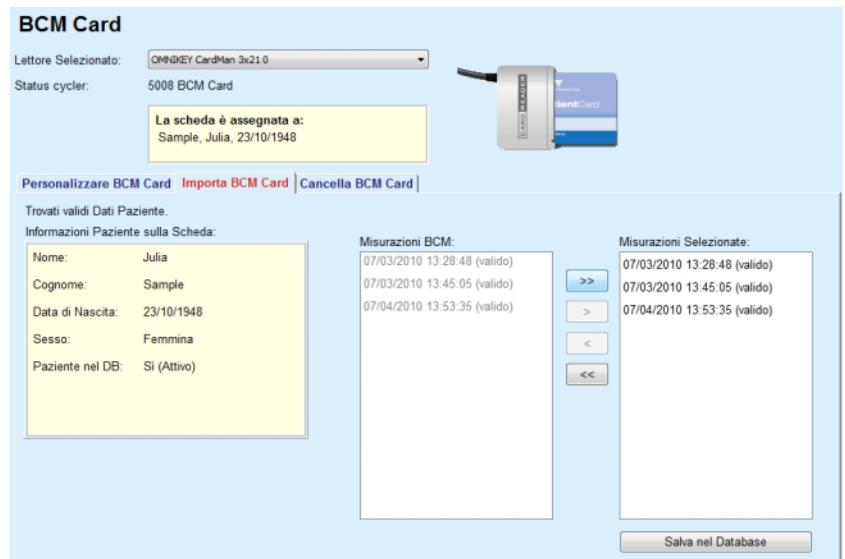 BCM Card
Lettore Selezionato: OMNIKEY CardMan 3x21 0
Status cycler: 5008 BCM Card
La scheda è assegnata a:
Sample, Julia, 23/10/1948
CARD READER
ientCard
Personalizzare BCM Card Importa BCM Card Cancella BCM Card
Trovati validi Dati Paziente.
Informazioni Paziente sulla Scheda:
Nome: Julia
Cognome: Sample
Data di Nascita: 23/10/1948
Sesso: Femmina
Paziente nel DB: Sì (Attivo)
Misurazioni BCM:
07/03/2010 13:28:48 (valido)
07/03/2010 13:45:05 (valido)
07/04/2010 13:53:35 (valido)
>>
>
<
<<
Misurazioni Selezionate:
07/03/2010 13:28:48 (valido)
07/03/2010 13:45:05 (valido)
07/04/2010 13:53:35 (valido)
Salva nel Database